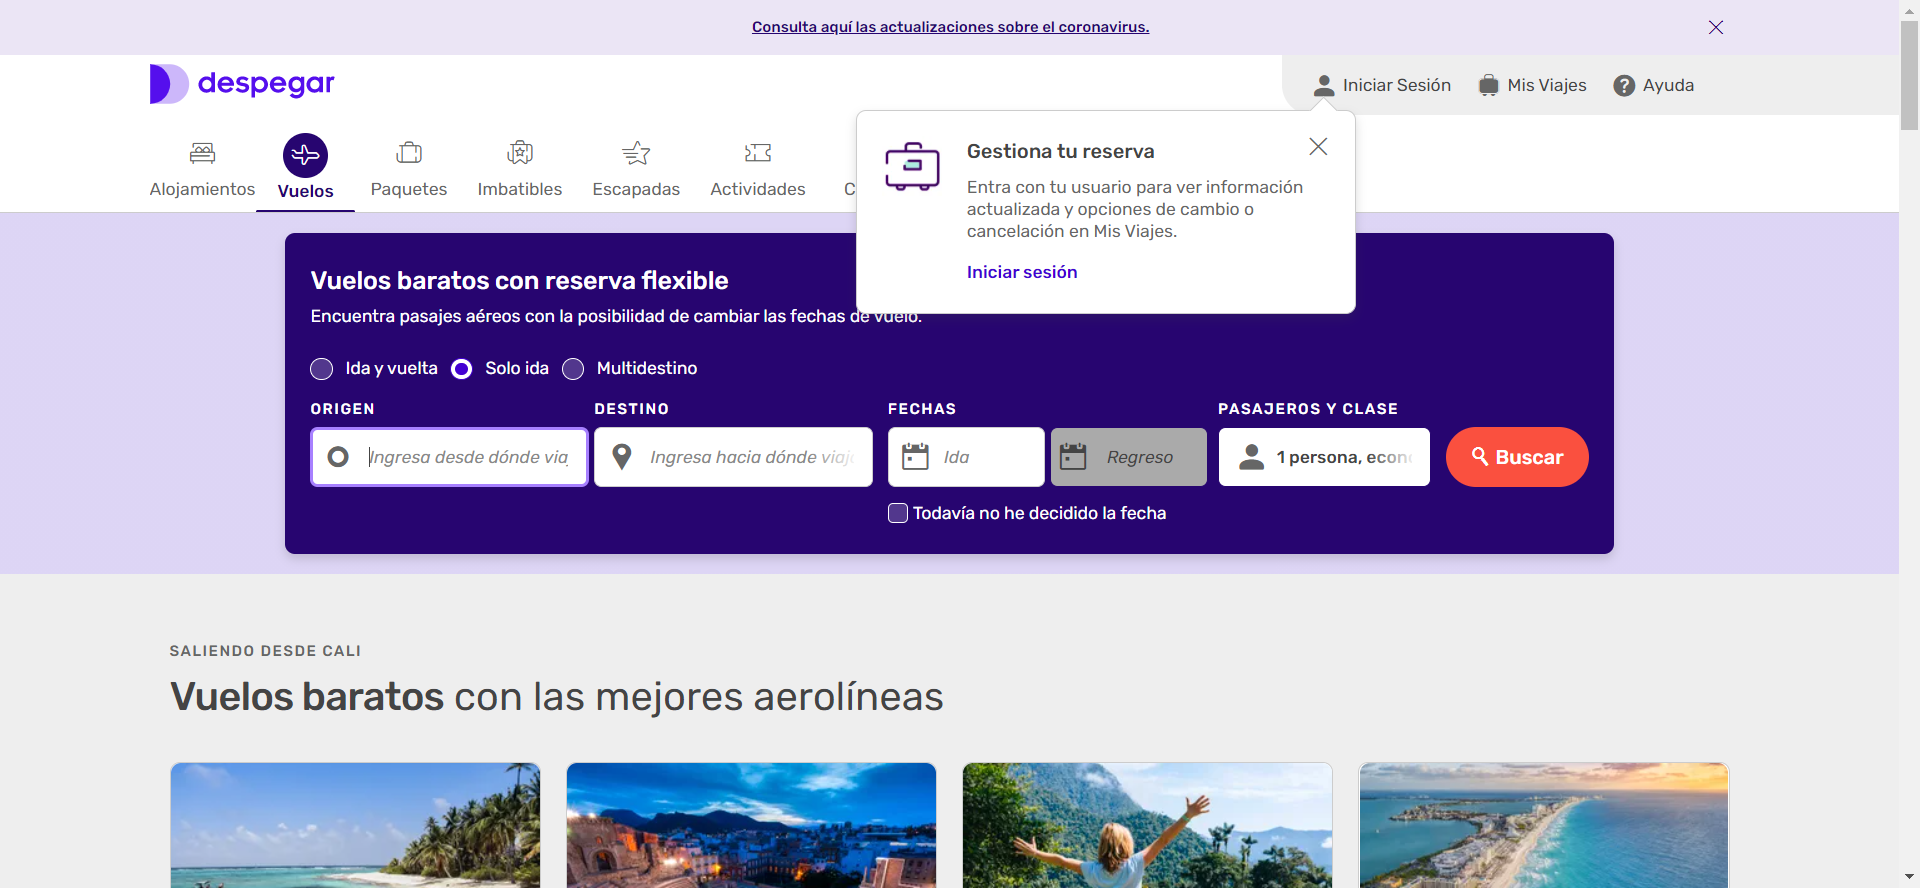 Consulta aquí las actualizaciones sobre el coronavirus.
despegar
Iniciar Sesión
Mis Viajes
Ayuda
Alojamientos
Vuelos
Paquetes
Imbatibles
Escapadas
Actividades
C
Gestiona tu reserva
Entra con tu usuario para ver información
actualizada y opciones de cambio o
cancelación en Mis Viajes.
Iniciar sesión
Vuelos baratos con reserva flexible
Encuentra pasajes aéreos con la posibilidad de cambiar las fechas de vuelo.
Ida y vuelta
Solo ida
Multidestino
ORIGEN
DESTINO
FECHAS
PASAJEROS Y CLASE
Ingresa desde dónde viaj
Ingresa hacia dónde viaja
Ida
Regreso
1 persona, econ
Buscar
Todavía no he decidido la fecha
SALIENDO DESDE CALI
Vuelos baratos con las mejores aerolíneas